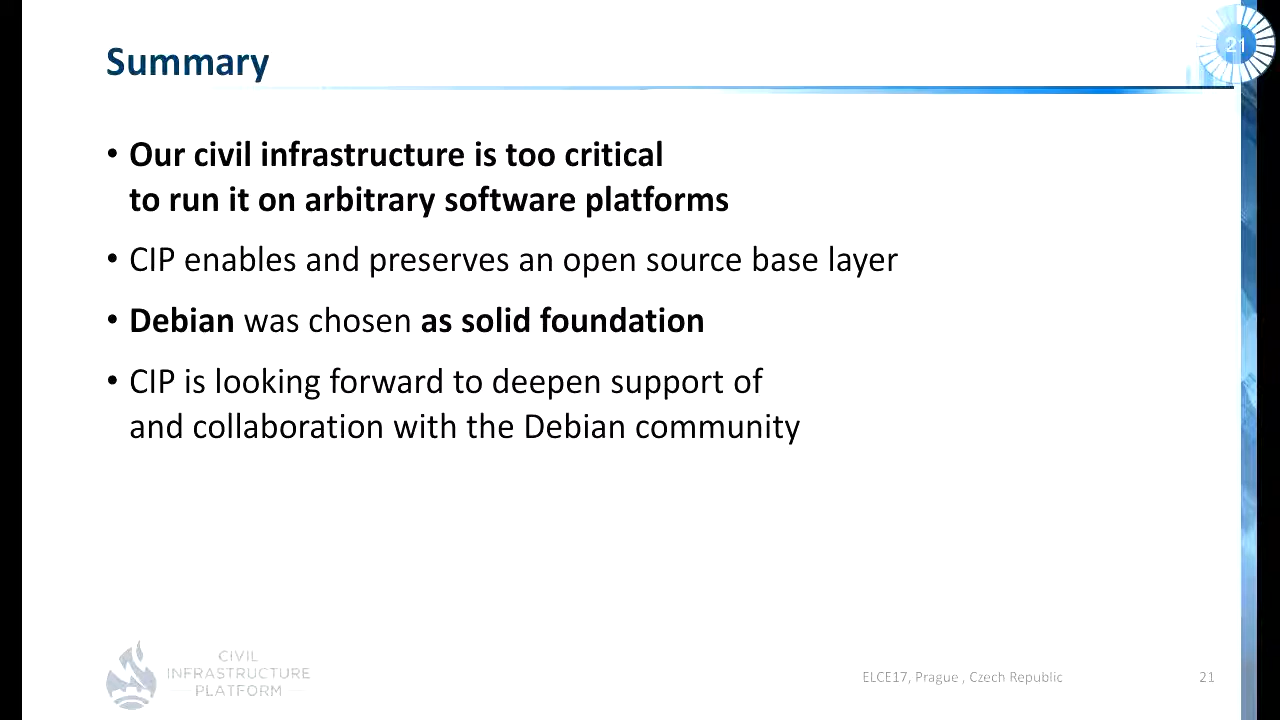 21
Summary
• Our civil infrastructure is too critical
to run it on arbitrary software platforms
• CIP enables and preserves an open source base layer
• Debian was chosen as solid foundation
• CIP is looking forward to deepen support of
and collaboration with the Debian community
CIVIL
INFRASTRUCTURE
PLATFORM
ELCE17, Prague , Czech Republic
21